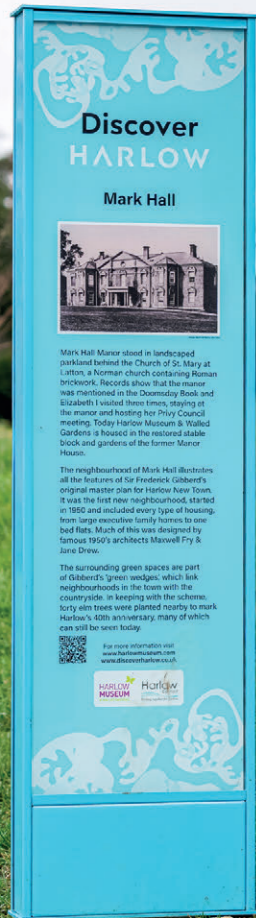 Discover
HARLOW
Mark Hall
Mark Hall Manor stood in landscaped
parkland behind the Church of St. Mary at
Latton, a Norman church containing Roman
brickwork. Records show that the manor
was mentioned in the Doomsday Book and
Elizabeth I visited three times, staying at
the manor and hosting her Privy Council
meeting. Today Harlow Museum & Walled
Gardens is housed in the restored stable
block and gardens of the former Manor
House.
The neighbourhood of Mark Hall illustrates
all the features of Sir Frederick Gibberd's
original master plan for Harlow New Town.
It was the first new neighbourhood, started
in 1950 and included every type of housing,
from large executive family homes to one
bed flats. Much of this was designed by
famous 1950's architects Maxwell Fry &
Jane Drew.
The surrounding green spaces are part
of Gibberd's 'green wedges,' which link
neighbourhoods in the town with the
countryside. In keeping with the scheme,
forty elm trees were planted nearby to mark
Harlow's 40th anniversary, many of which
can still be seen today.
For more information visit
www.harlowmuseum.com
www.discoverharlow.co.uk
HARLOW
MUSEUM
Harlow